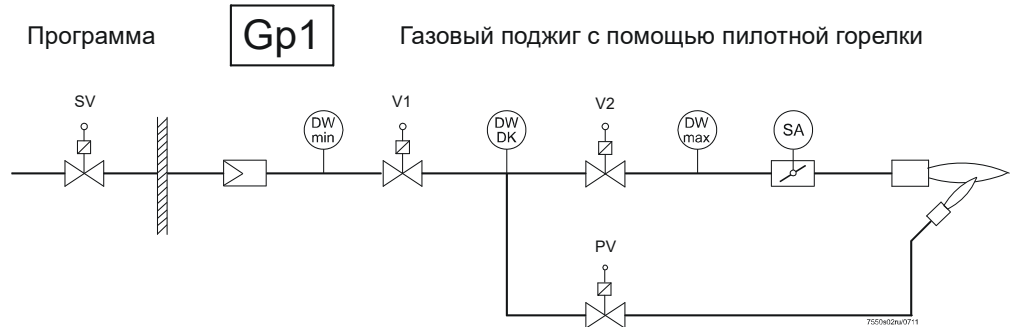 Программа Gp1 Газовый поджиг с помощью пилотной горелки
SV
V1
V2
DW min
DW DK
DW max
SA
PV
7550s02ru/0711